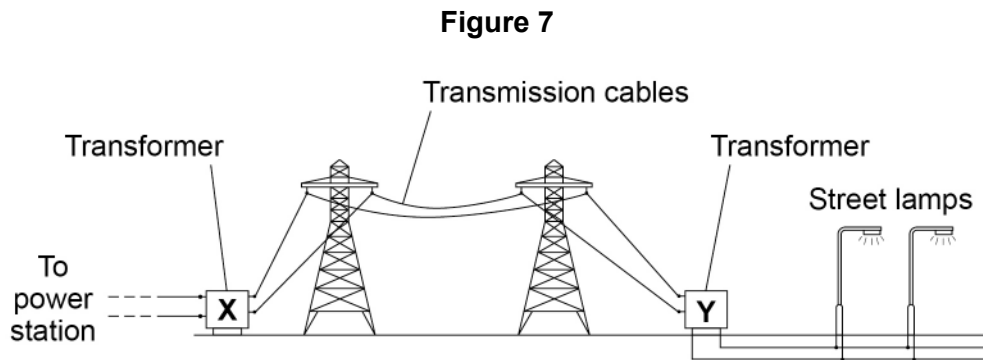 Figure 7
Transmission cables
Transformer
Transformer
Street lamps
To
power
station
X
Y